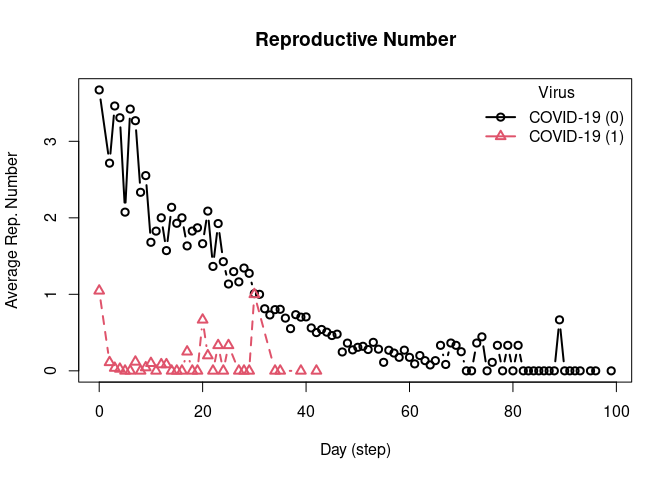 Reproductive Number
Virus
COVID-19 (0)
COVID-19 (1)
Average Rep. Number
3
2
1
0
0 20 40 60 80 100
Day (step)